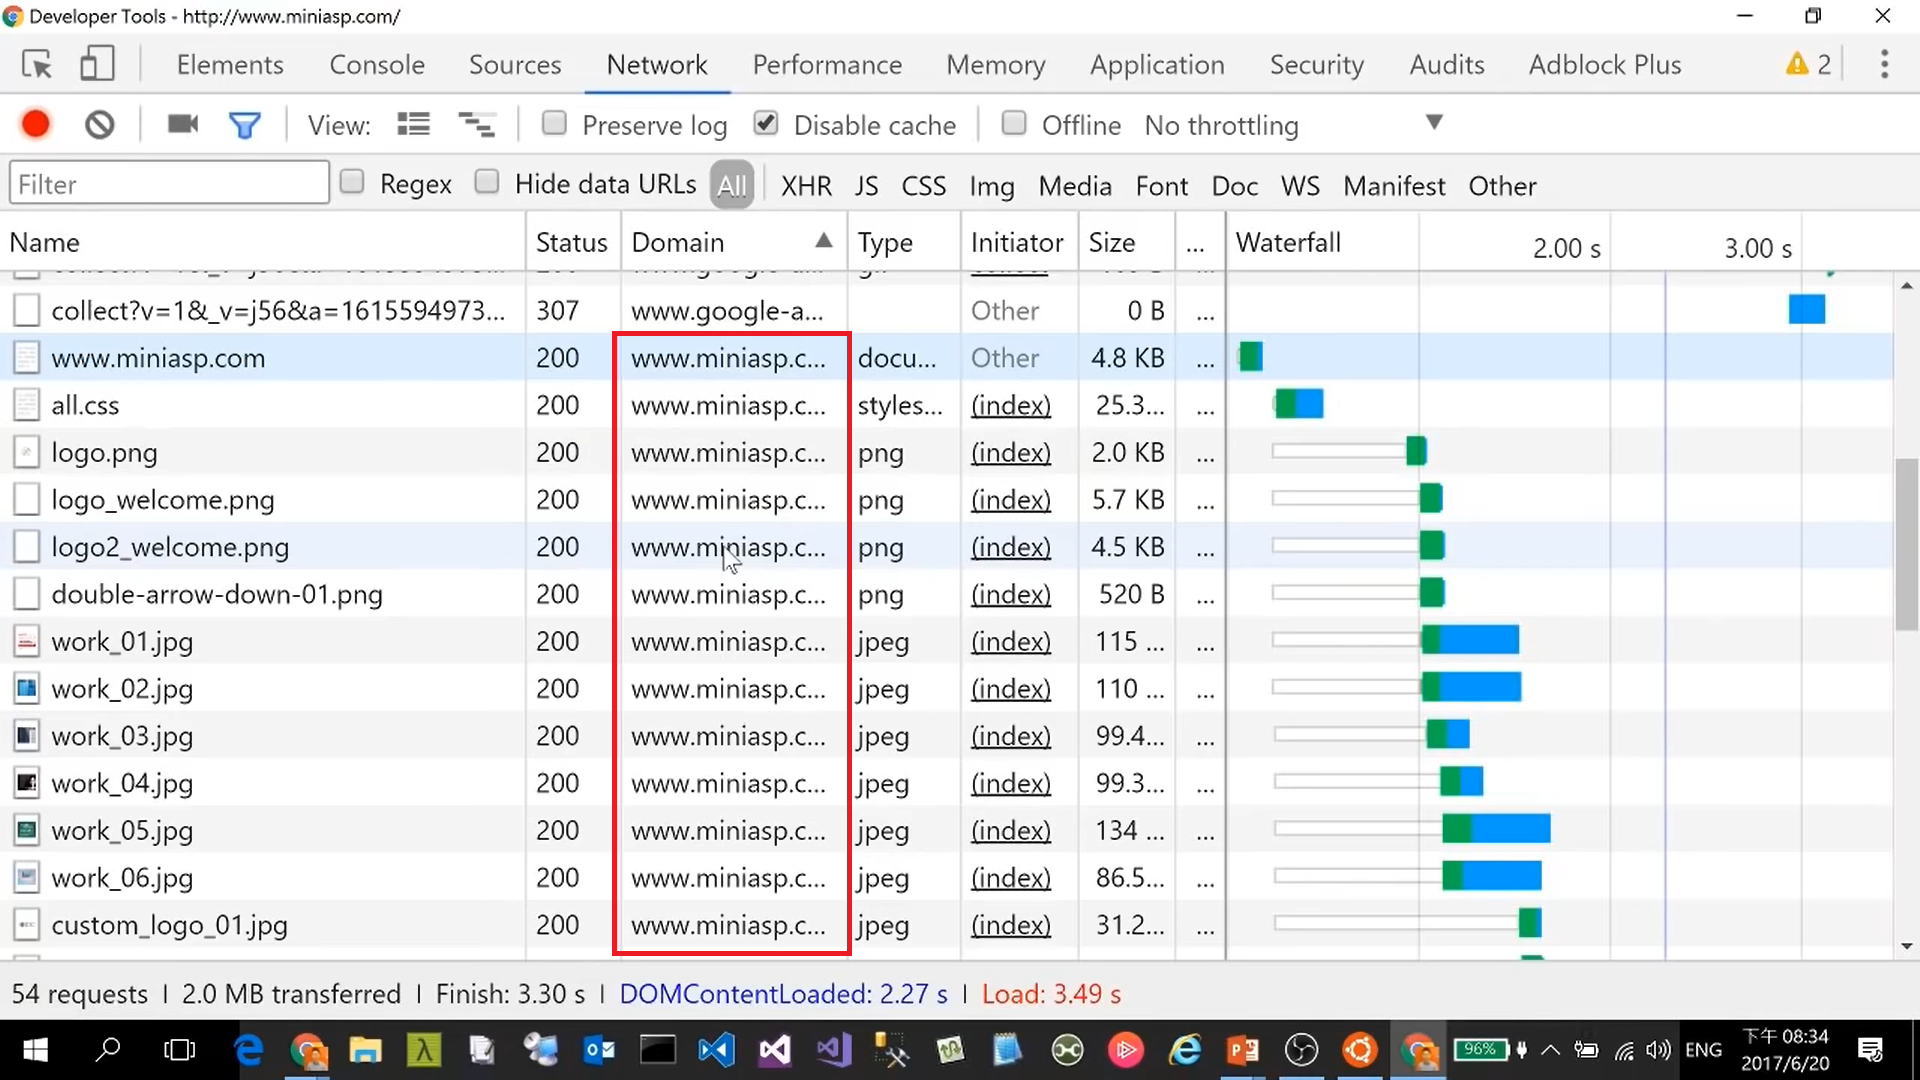 Developer Tools - http://www.miniasp.com/
Elements Console Sources Network Performance Memory Application Security Audits Adblock Plus 2
View: Preserve log Disable cache Offline No throttling
Filter Regex Hide data URLs All XHR JS CSS Img Media Font Doc WS Manifest Other
Name Status Domain Type Initiator Size ... Waterfall 2.00 s 3.00 s
collect?v=1&_v=j56&a=1615594973... 307 www.google-a... Other 0 B ...
www.miniasp.com 200 www.miniasp.c... docu... Other 4.8 KB ...
all.css 200 www.miniasp.c... styles... (index) 25.3... ...
logo.png 200 www.miniasp.c... png (index) 2.0 KB ...
logo_welcome.png 200 www.miniasp.c... png (index) 5.7 KB ...
logo2_welcome.png 200 www.miniasp.c... png (index) 4.5 KB ...
double-arrow-down-01.png 200 www.miniasp.c... png (index) 520 B ...
work_01.jpg 200 www.miniasp.c... jpeg (index) 115 ... ...
work_02.jpg 200 www.miniasp.c... jpeg (index) 110 ... ...
work_03.jpg 200 www.miniasp.c... jpeg (index) 99.4... ...
work_04.jpg 200 www.miniasp.c... jpeg (index) 99.3... ...
work_05.jpg 200 www.miniasp.c... jpeg (index) 134 ... ...
work_06.jpg 200 www.miniasp.c... jpeg (index) 86.5... ...
custom_logo_01.jpg 200 www.miniasp.c... jpeg (index) 31.2... ...
54 requests | 2.0 MB transferred | Finish: 3.30 s | DOMContentLoaded: 2.27 s | Load: 3.49 s
96% ENG 下午 08:34
2017/6/20